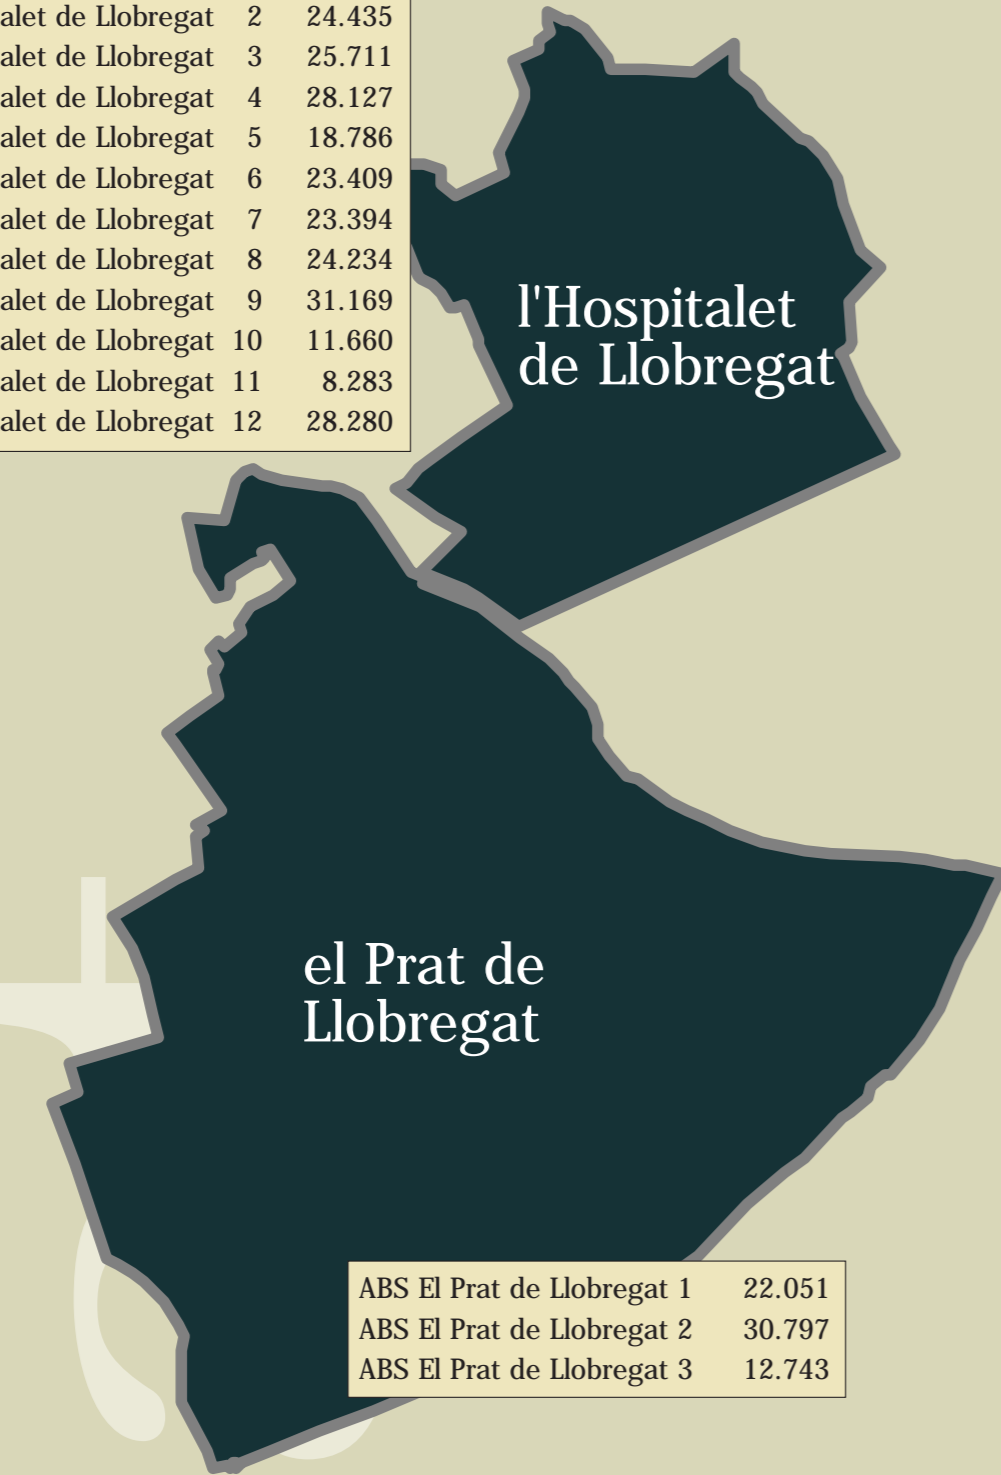 alet de Llobregat 2 24.435
alet de Llobregat 3 25.711
alet de Llobregat 4 28.127
alet de Llobregat 5 18.786
alet de Llobregat 6 23.409
alet de Llobregat 7 23.394
alet de Llobregat 8 24.234
alet de Llobregat 9 31.169
alet de Llobregat 10 11.660
alet de Llobregat 11 8.283
alet de Llobregat 12 28.280
l'Hospitalet
de Llobregat
el Prat de
Llobregat
ABS El Prat de Llobregat 1 22.051
ABS El Prat de Llobregat 2 30.797
ABS El Prat de Llobregat 3 12.743